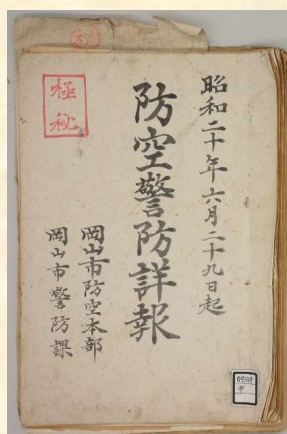 昭和二十年六月二十九日起
防空警防詳報
岡山市防空本部
岡山市警防課
極秘